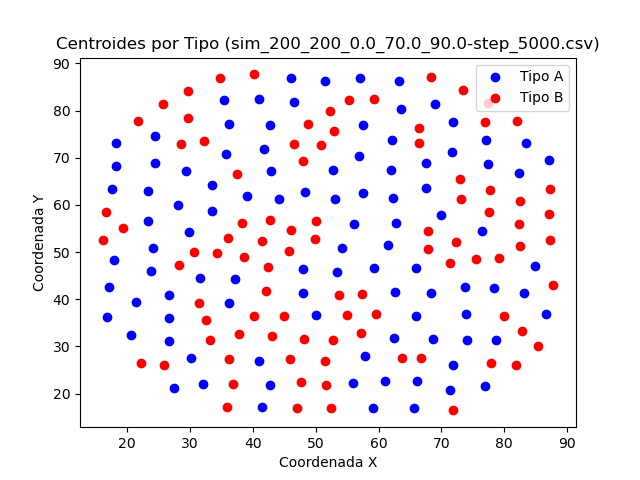 Centroides por Tipo (sim_200_200_0.0_70.0_90.0-step_5000.csv)
Tipo A
Tipo B
90
80
70
60
50
40
30
20
Coordenada Y
20 30 40 50 60 70 80 90
Coordenada X